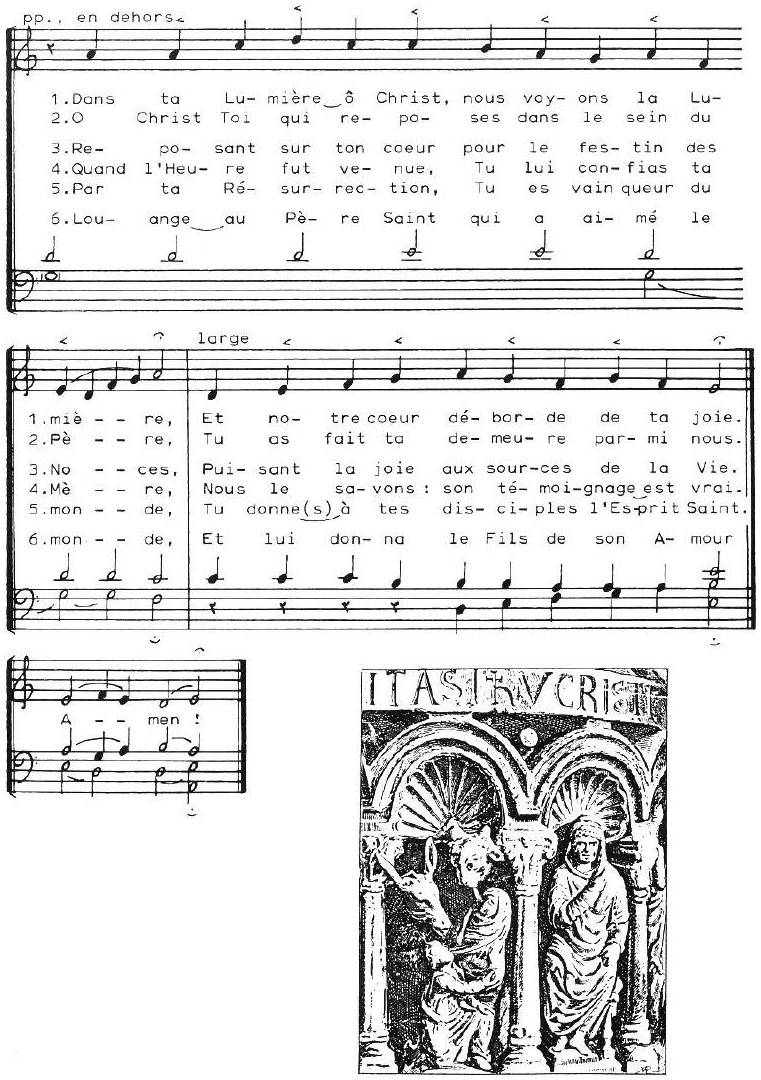 pp., en dehors
1.Dans ta Lu- mière ô Christ, nous voy- ons la Lu-
2.O Christ Toi qui re- po- ses dans le sein du
3.Re- po- sant sur ton coeur pour le fes- tin des
4.Quand l'Heu- re fut ve- nue, Tu lui con- fias ta
5.Par ta Ré- sur- rec- tion, Tu es vain queur du
6.Lou- ange au Pè- re Saint qui a ai- mé le
large
1.miè - - re, Et no- tre coeur dé- bor- de de ta joie.
2.Pè - - re, Tu as fait ta de- meu- re par- mi nous.
3.No - - ces, Pui- sant la joie aux sour- ces de la Vie.
4.Mè - - re, Nous le sa- vons : son té- moi- gnage est vrai.
5.mon - - de, Tu donne(s) à tes dis- ci- ples l'Es- prit Saint.
6.mon - - de, Et lui don- na le Fils de son A- mour
A - - men !